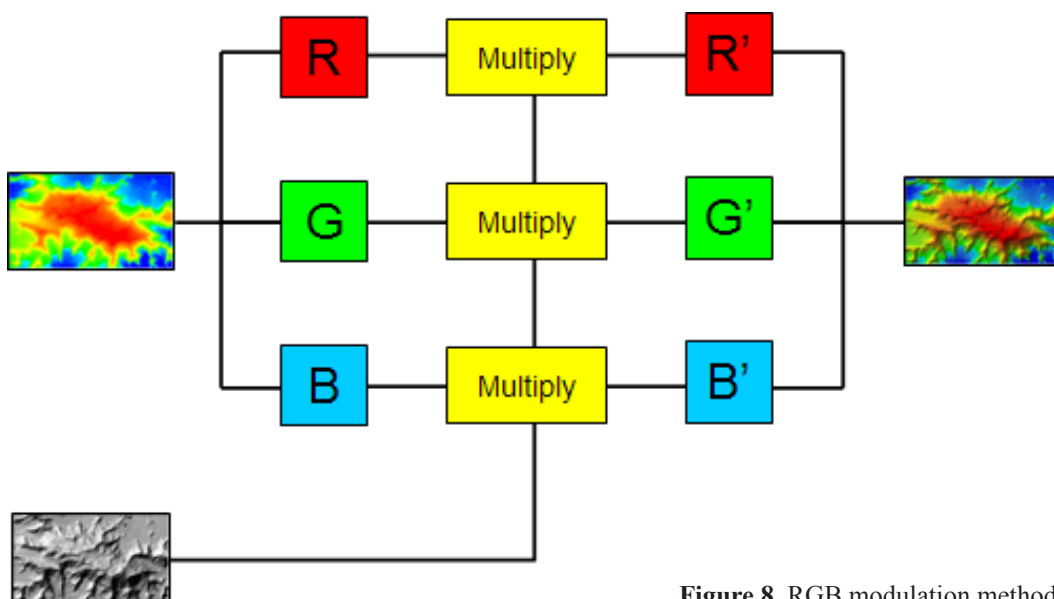 R Multiply R’
G Multiply G’
B Multiply B’
Figure 8. RGB modulation method